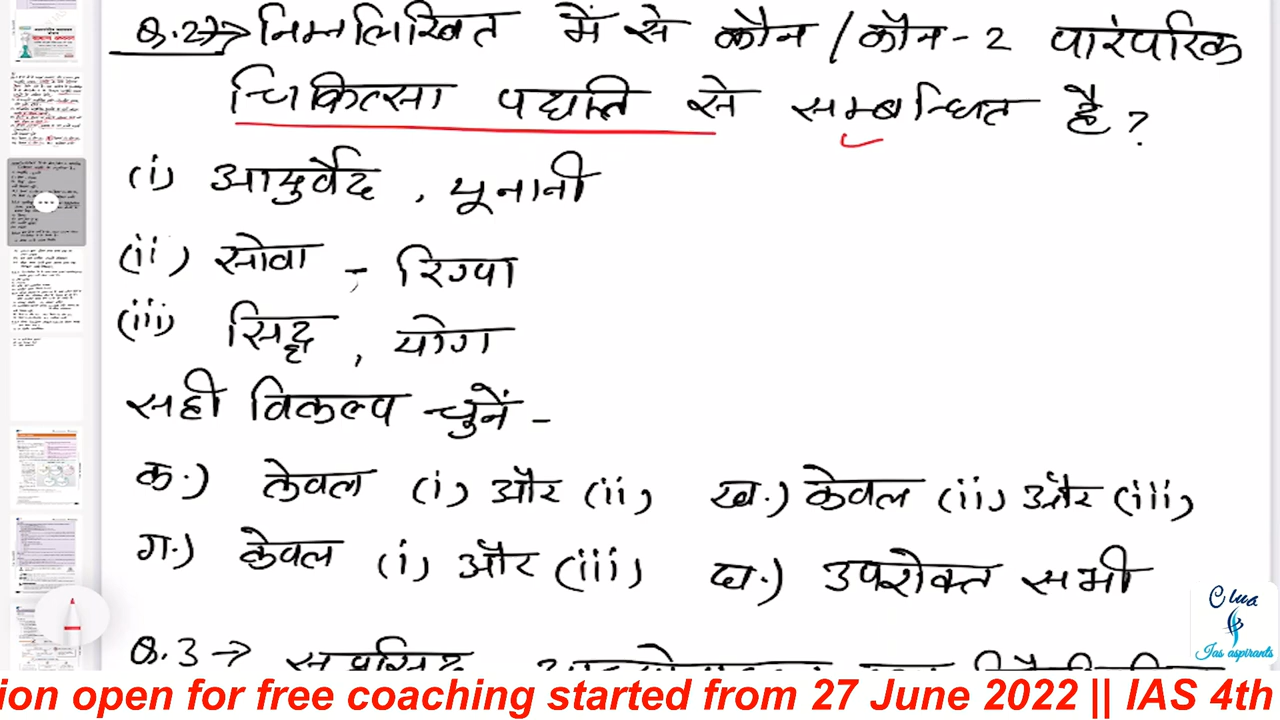 Q.2 → निम्नलिखित में से कौन / कौन - 2 पारंपरिक
चिकित्सा पद्धति से सम्बन्धित है ?
(i) आयुर्वेद , यूनानी
(ii) सोवा - रिग्पा
(iii) सिद्ध , योग
सही विकल्प चुनें -
क.) केवल (i) और (ii) ख.) केवल (ii) और (iii)
ग.) केवल (i) और (iii) घ.) उपरोक्त सभी
Q.3 →
Clue
Ias aspirants
ion open for free coaching started from 27 June 2022 || IAS 4th